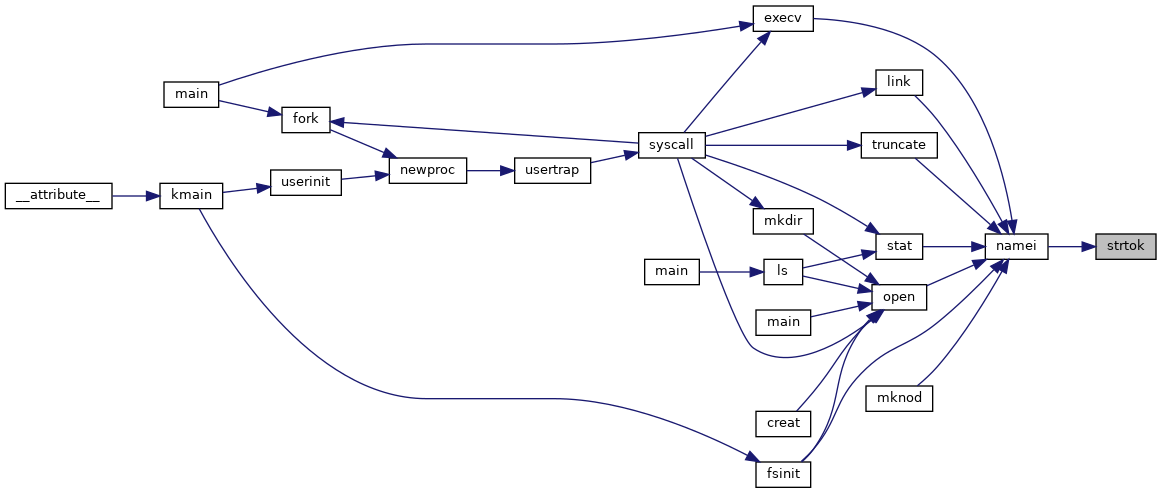 execv
link
main
fork
syscall
truncate
newproc
usertrap
userinit
__attribute__
kmain
mkdir
stat
namei
strtok
main
ls
open
main
mknod
creat
fsinit